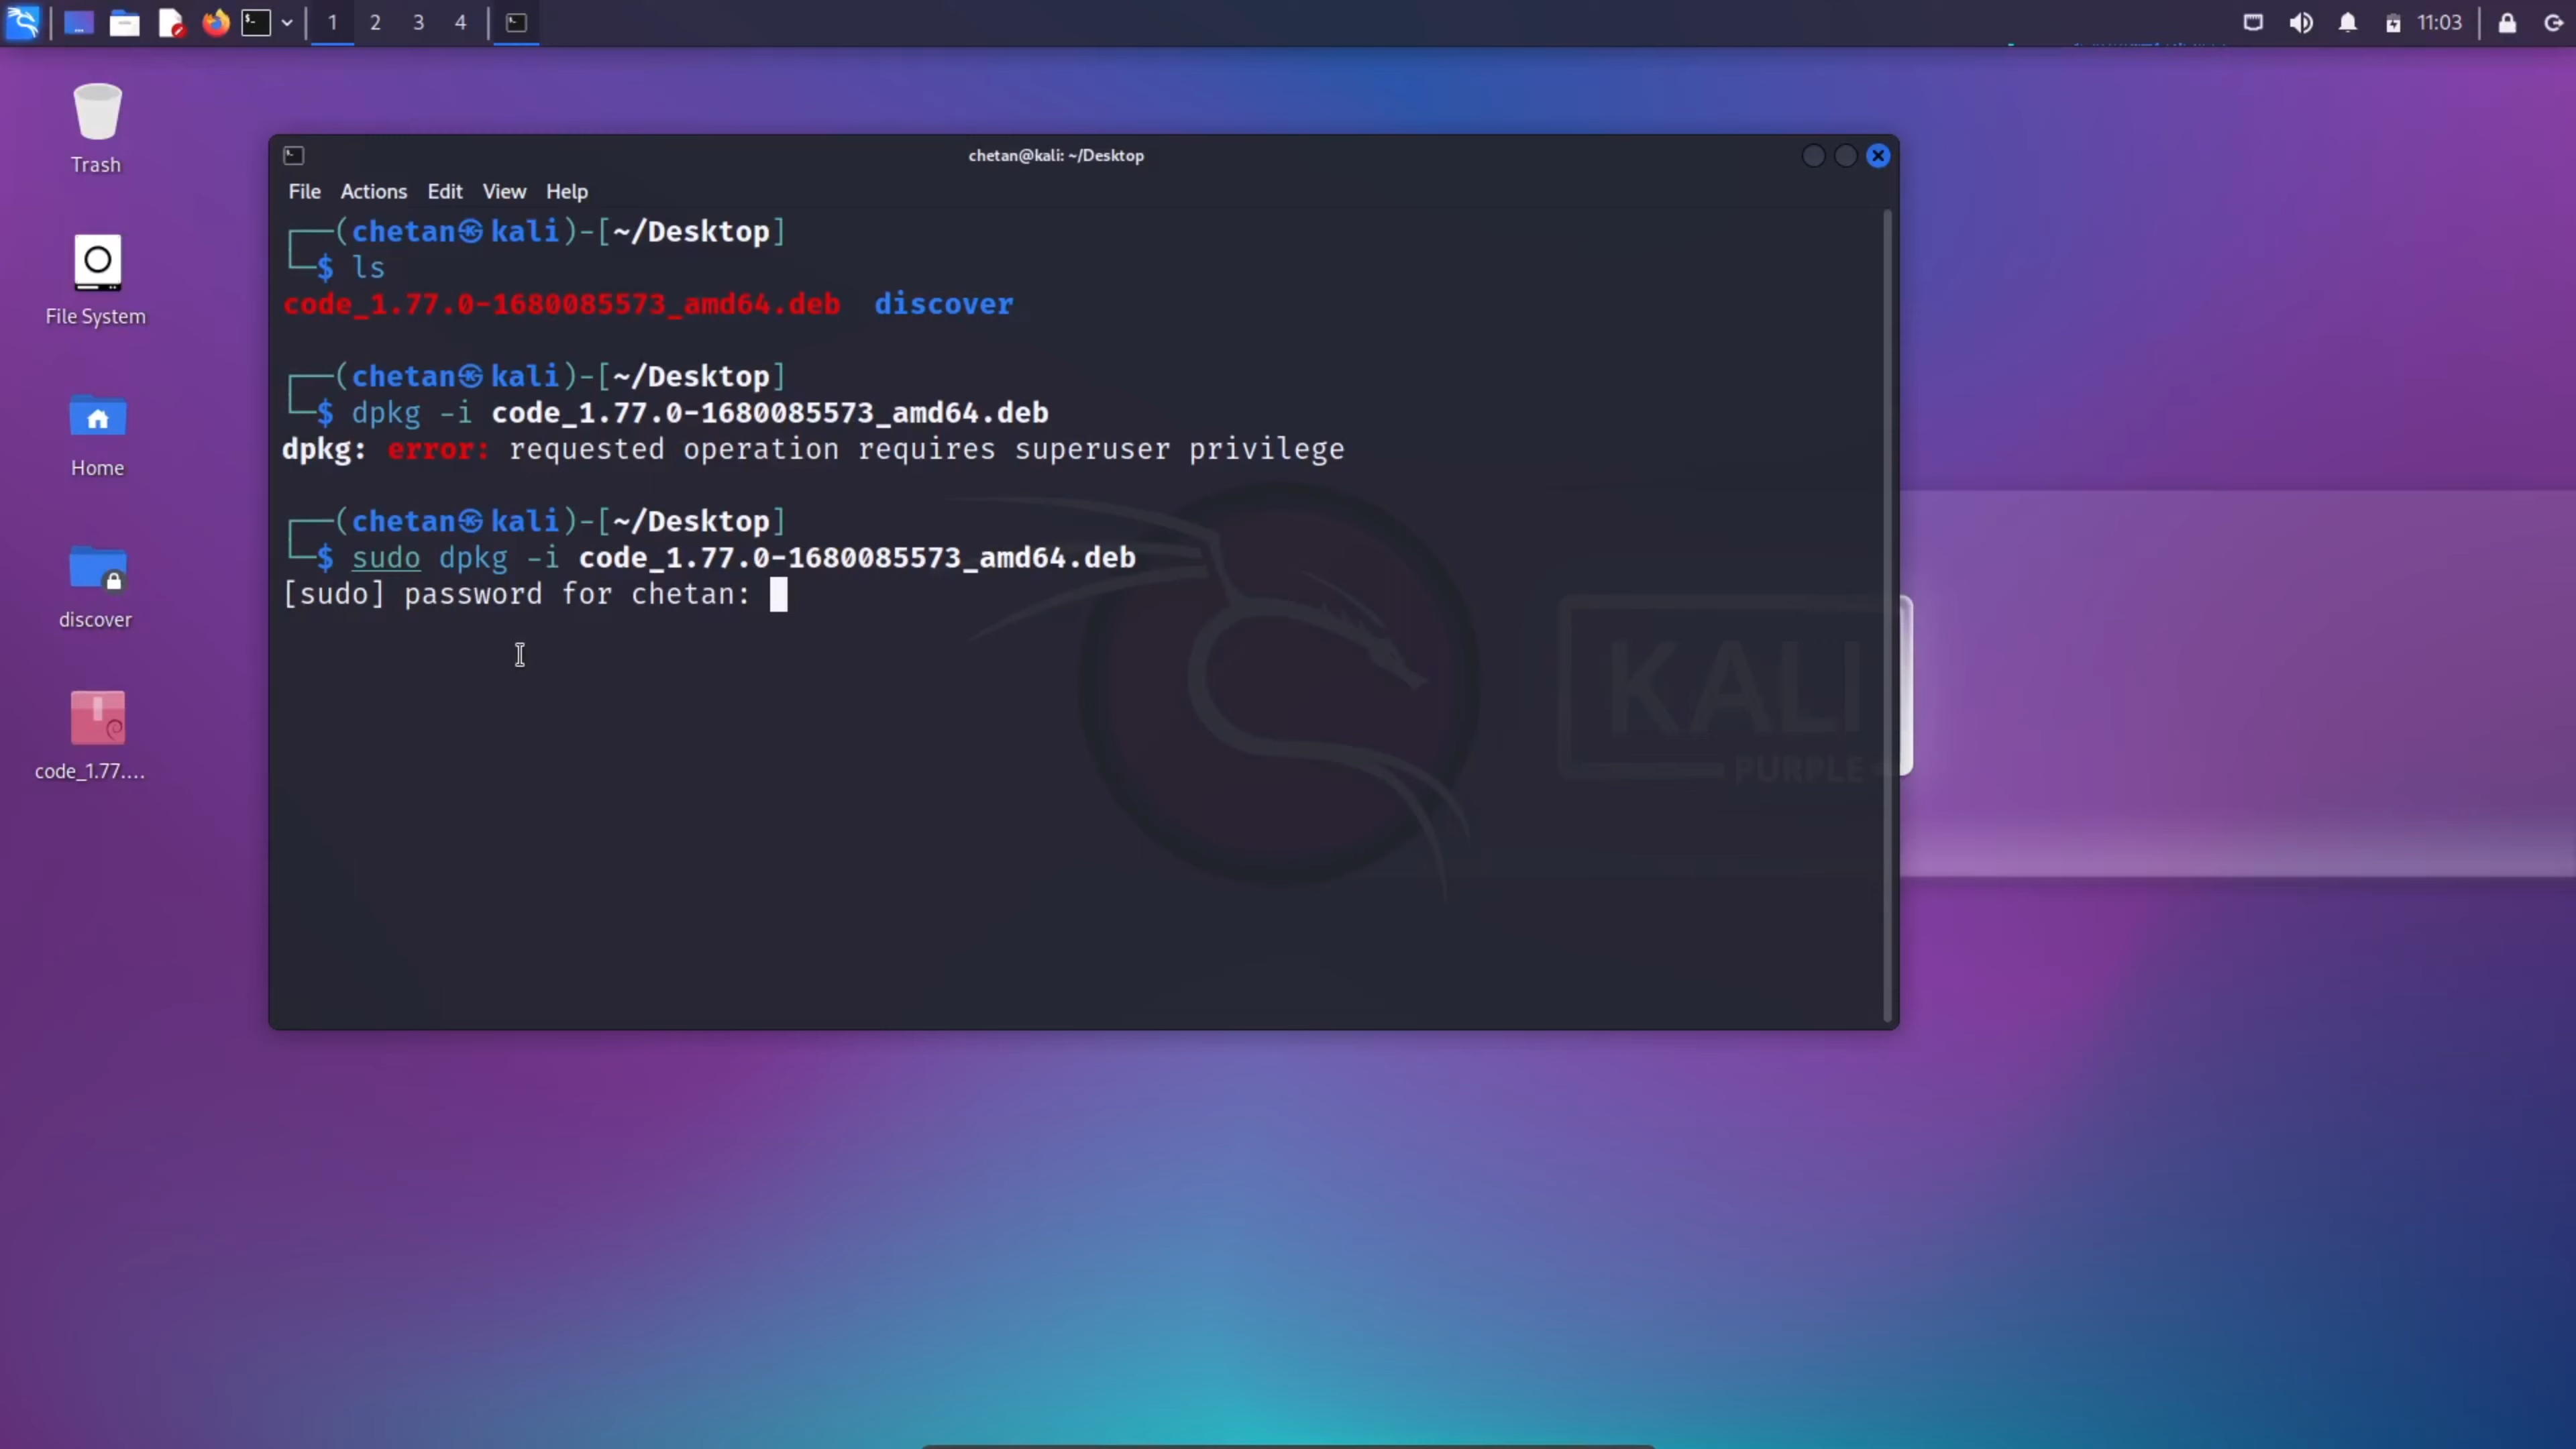 1 2 3 4
11:03
Trash
File System
Home
discover
code_1.77....
chetan@kali: ~/Desktop
File Actions Edit View Help
┌──(chetan㉿kali)-[~/Desktop]
└─$ ls
code_1.77.0-1680085573_amd64.deb discover
┌──(chetan㉿kali)-[~/Desktop]
└─$ dpkg -i code_1.77.0-1680085573_amd64.deb
dpkg: error: requested operation requires superuser privilege
┌──(chetan㉿kali)-[~/Desktop]
└─$ sudo dpkg -i code_1.77.0-1680085573_amd64.deb
[sudo] password for chetan:
KALI
PURPLE